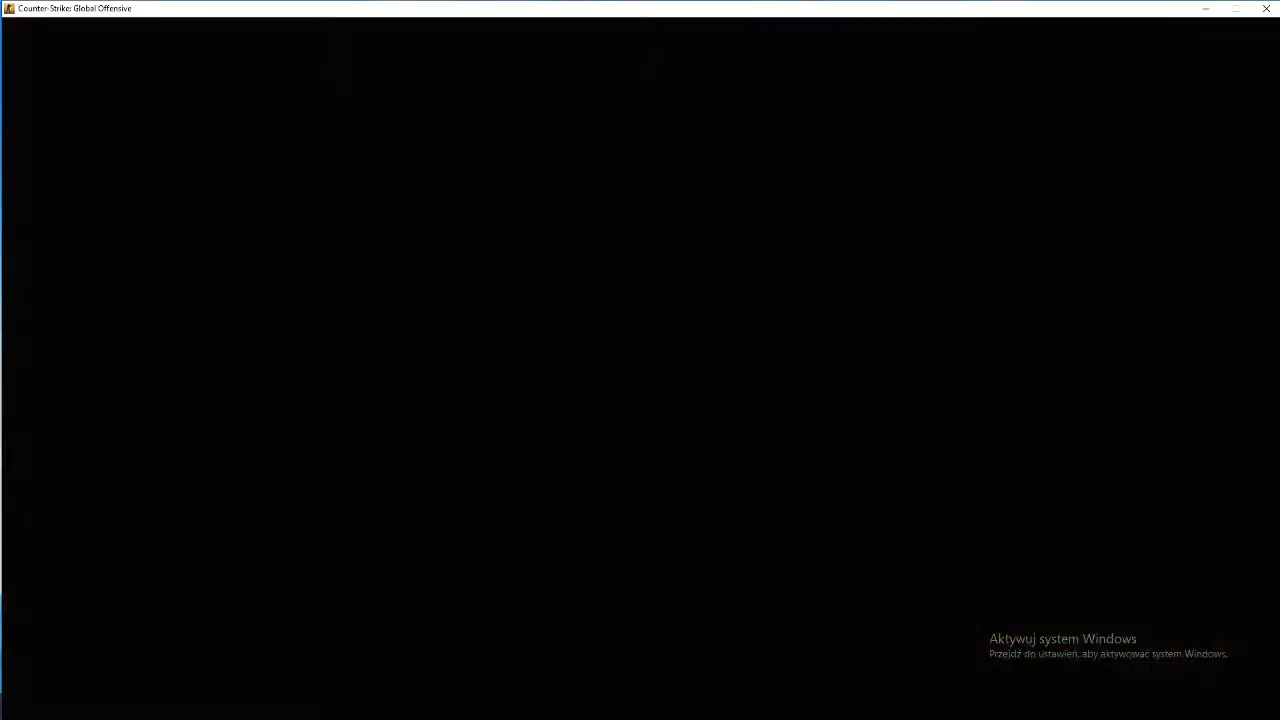 Counter-Strike: Global Offensive
Aktywuj system Windows
Przejdź do ustawień, aby aktywować system Windows.